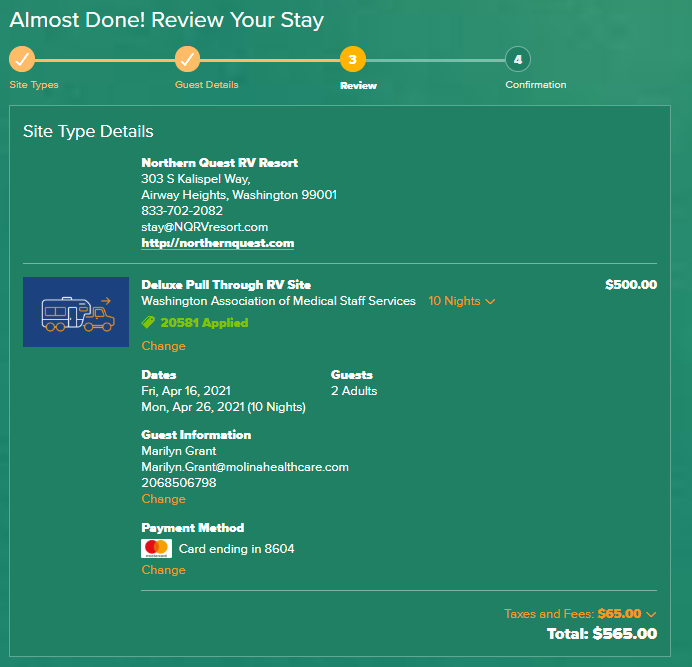 Almost Done! Review Your Stay
3
4
Site Types
Guest Details
Review
Confirmation
Site Type Details
Northern Quest RV Resort
303 S Kalispel Way,
Airway Heights, Washington 99001
833-702-2082
stay@NQRVresort.com
http://northernquest.com
Deluxe Pull Through RV Site $500.00
Washington Association of Medical Staff Services 10 Nights
20581 Applied
Change
Dates Guests
Fri, Apr 16, 2021 2 Adults
Mon, Apr 26, 2021 (10 Nights)
Guest Information
Marilyn Grant
Marilyn.Grant@molinahealthcare.com
2068506798
Change
Payment Method
Card ending in 8604
Change
Taxes and Fees: $65.00
Total: $565.00